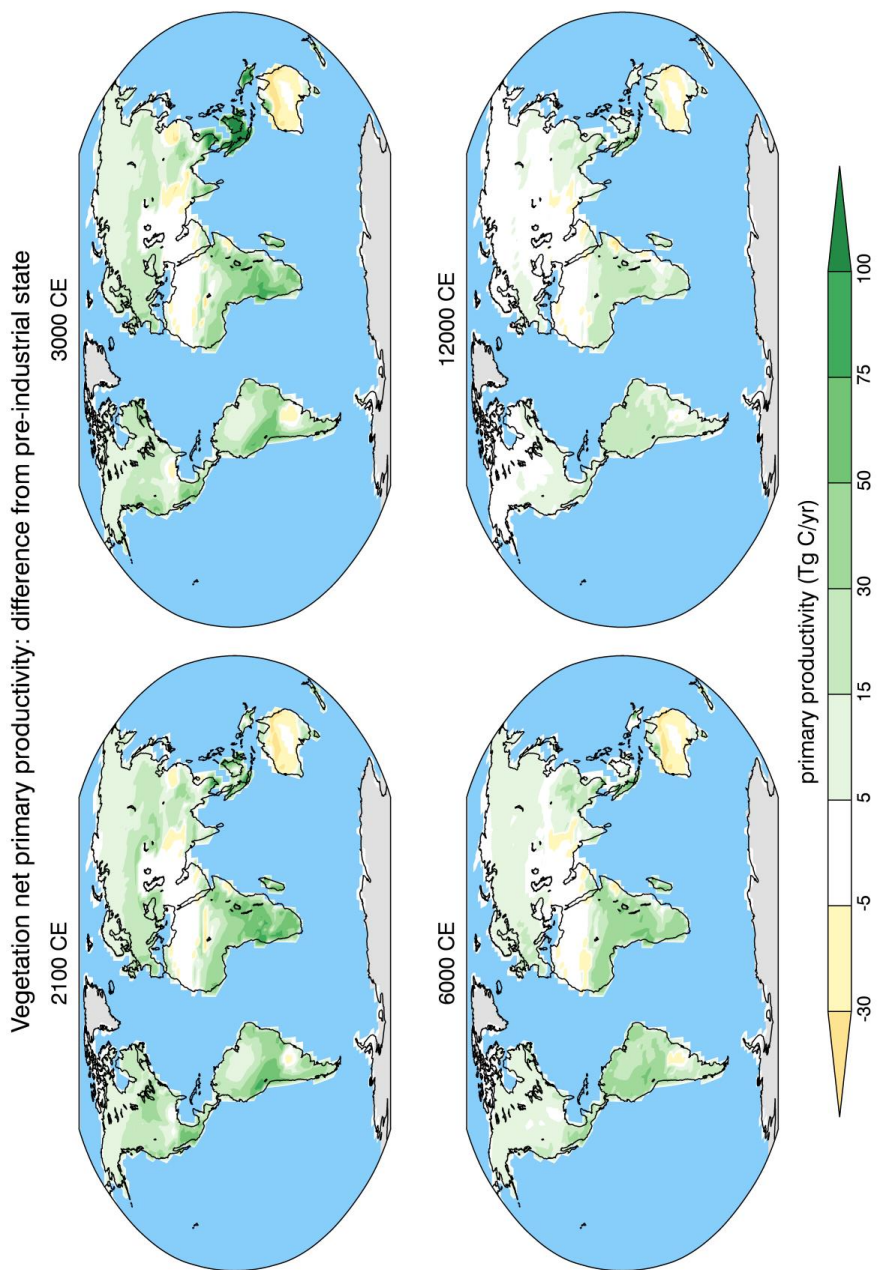 Vegetation net primary productivity: difference from pre-industrial state
2100 CE
3000 CE
6000 CE
12000 CE
-30
-5
5
15
30
50
75
100
primary productivity (Tg C/yr)